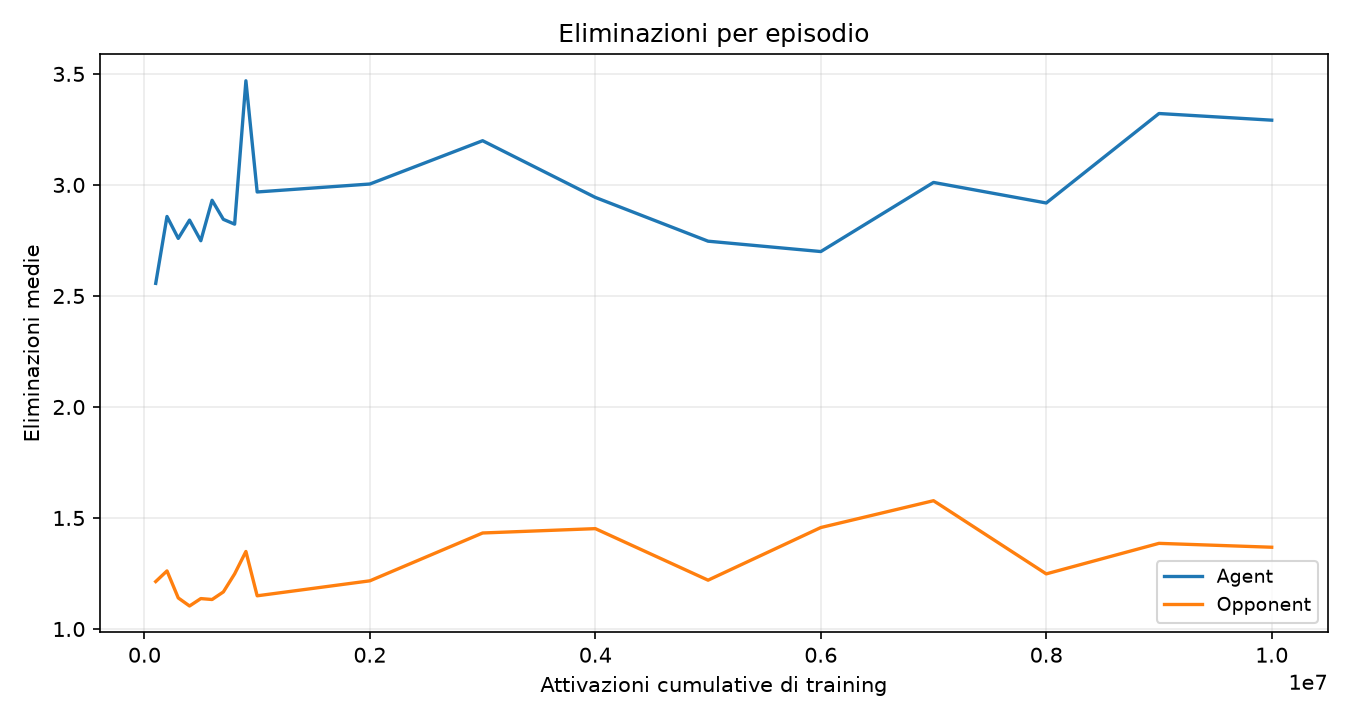 Eliminazioni per episodio
Eliminazioni medie
3.5
3.0
2.5
2.0
1.5
1.0
0.0
0.2
0.4
0.6
0.8
1.0
1e7
Attivazioni cumulative di training
Agent
Opponent